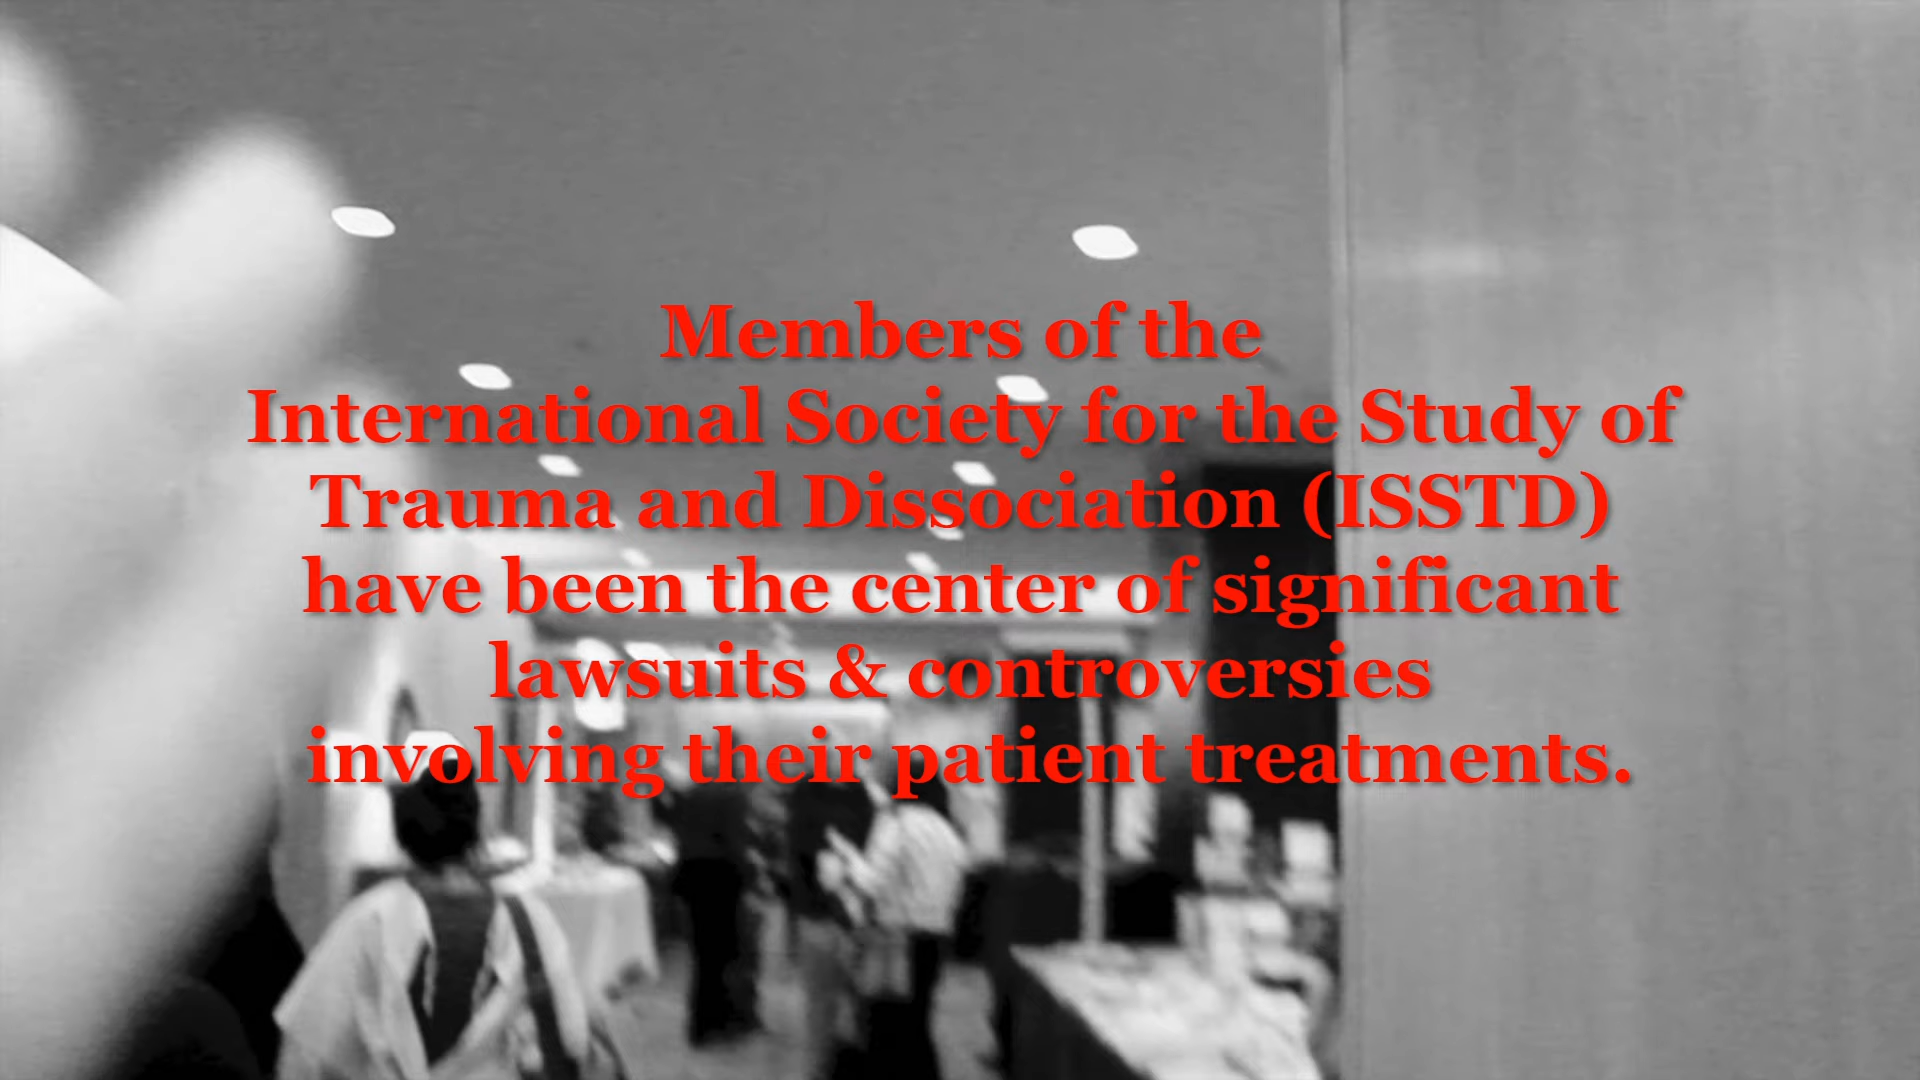 Members of the
International Society for the Study of
Trauma and Dissociation (ISSTD)
have been the center of significant
lawsuits & controversies
involving their patient treatments.